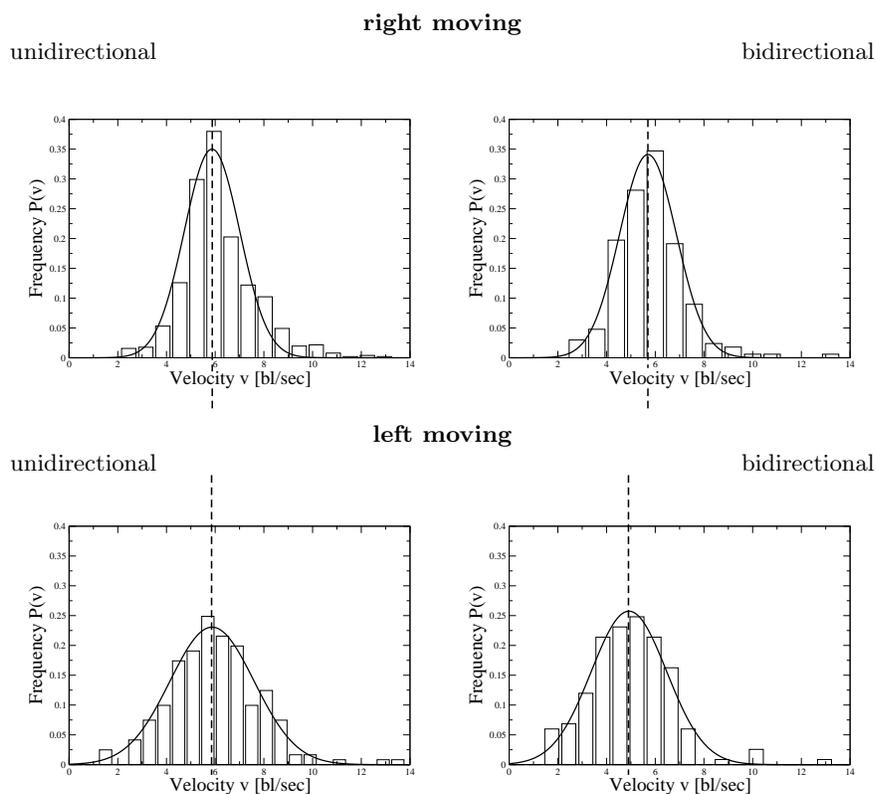 right moving
unidirectional bidirectional
0.4
0.35
0.3
0.25
0.2
0.15
0.1
0.05
0
Frequency P(v)
0 2 4 6 8 10 12 14
Velocity v [bl/sec]
0.4
0.35
0.3
0.25
0.2
0.15
0.1
0.05
0
Frequency P(v)
0 2 4 6 8 10 12 14
Velocity v [bl/sec]
left moving
unidirectional bidirectional
0.4
0.35
0.3
0.25
0.2
0.15
0.1
0.05
0
Frequency P(v)
0 2 4 6 8 10 12 14
Velocity v [bl/sec]
0.4
0.35
0.3
0.25
0.2
0.15
0.1
0.05
0
Frequency P(v)
0 2 4 6 8 10 12 14
Velocity v [bl/sec]